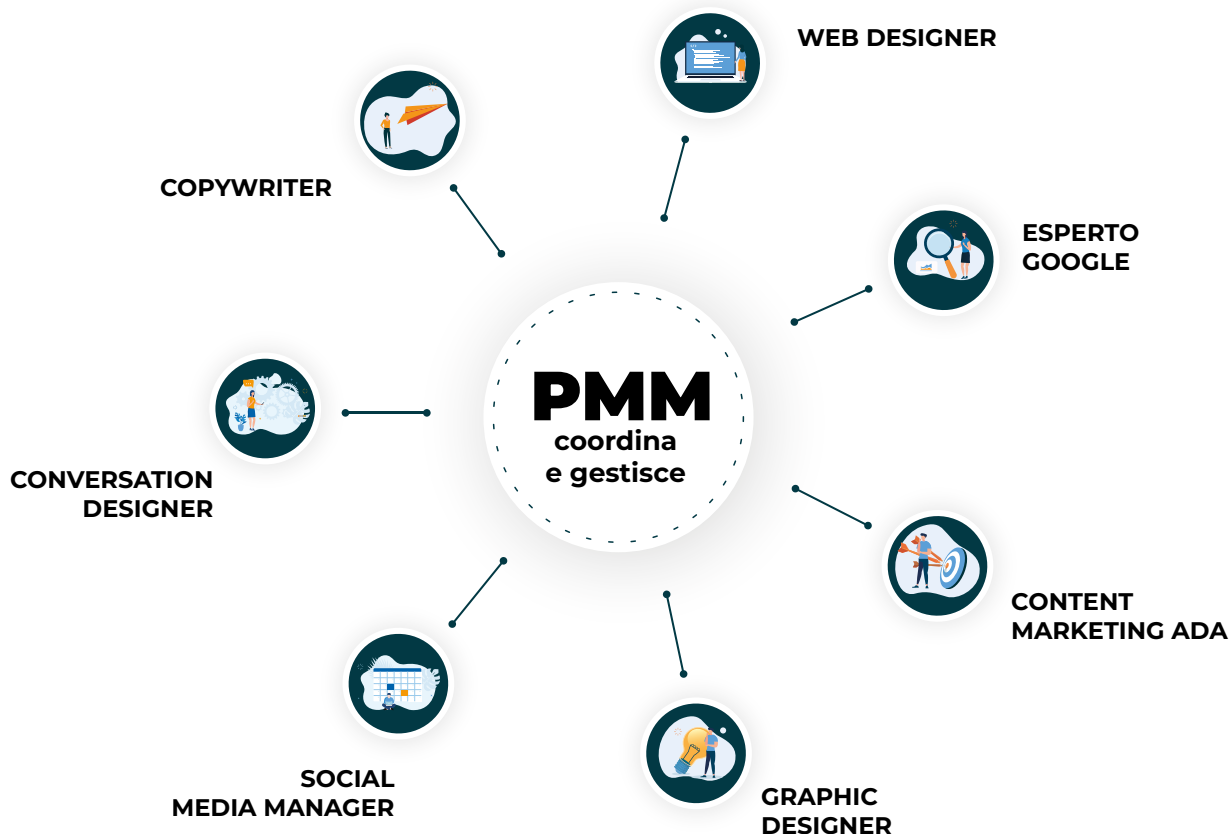 WEB DESIGNER
COPYWRITER
ESPERTO
GOOGLE
PMM
coordina
e gestisce
CONVERSATION
DESIGNER
CONTENT
MARKETING ADA
SOCIAL
MEDIA MANAGER
GRAPHIC
DESIGNER